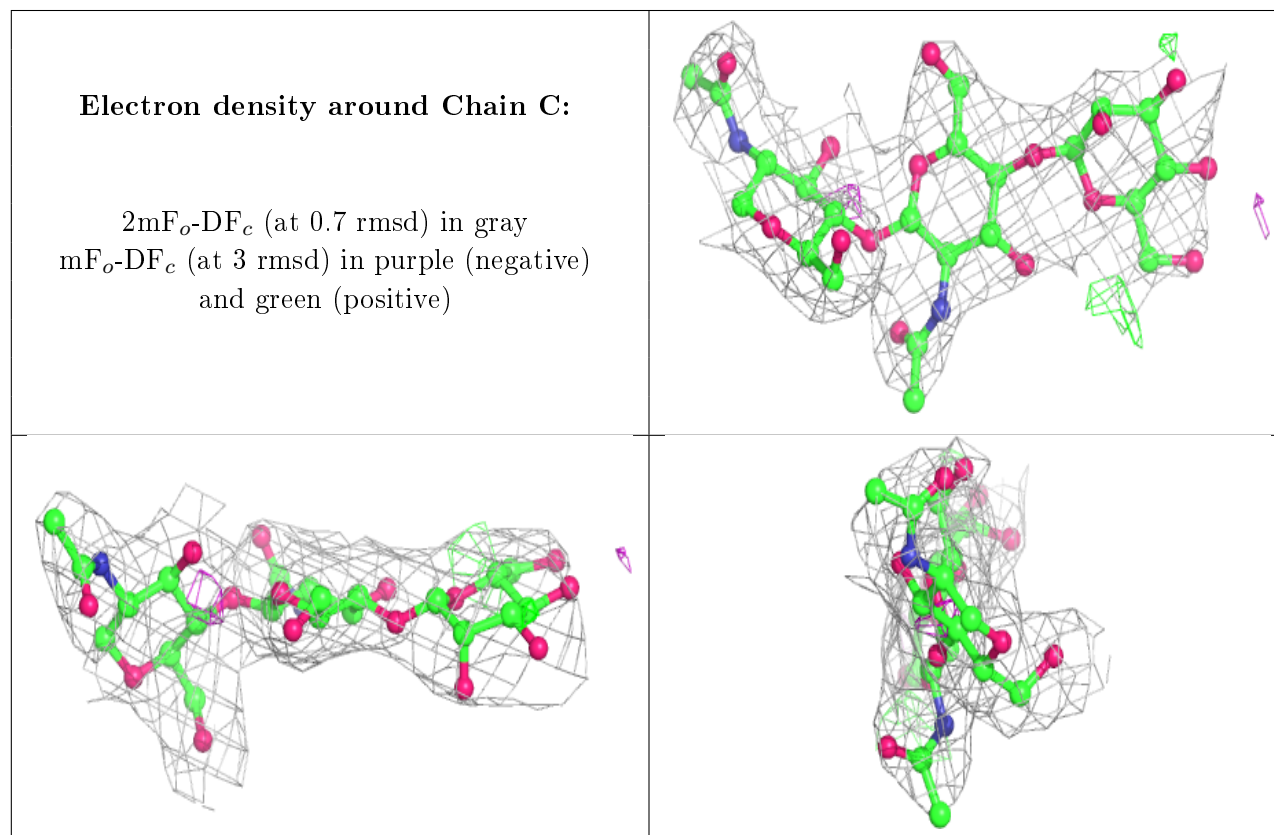 Electron density around Chain C:
2mFo-DFc (at 0.7 rmsd) in gray
mFo-DFc (at 3 rmsd) in purple (negative)
and green (positive)